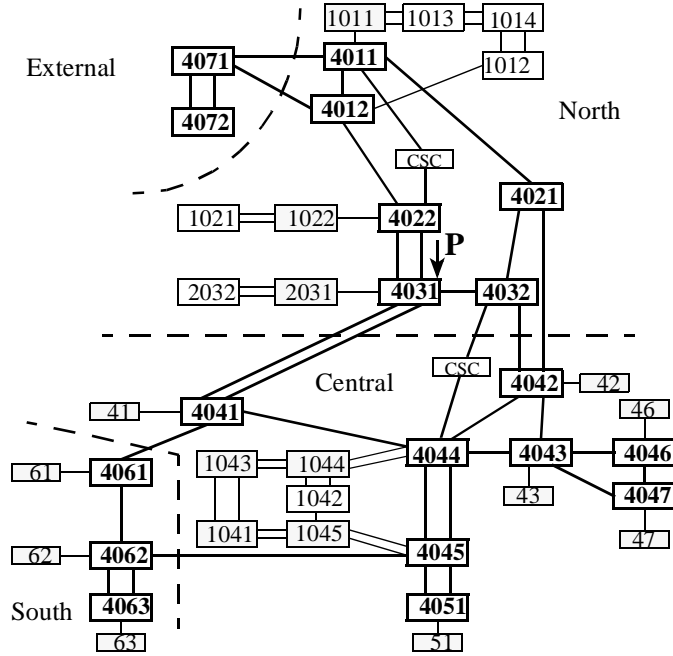 1011 1013 1014
External 4071 4011 1012
4072 4012 North
CSC
4021
1021 1022 4022
P
2032 2031 4031 4032
Central CSC
4042 42
41 4041 46
4044 4043 4046
61 4061 1043 1044
1042 43 4047
1041 1045 47
62 4062 4045
South 4063 4051
63 51